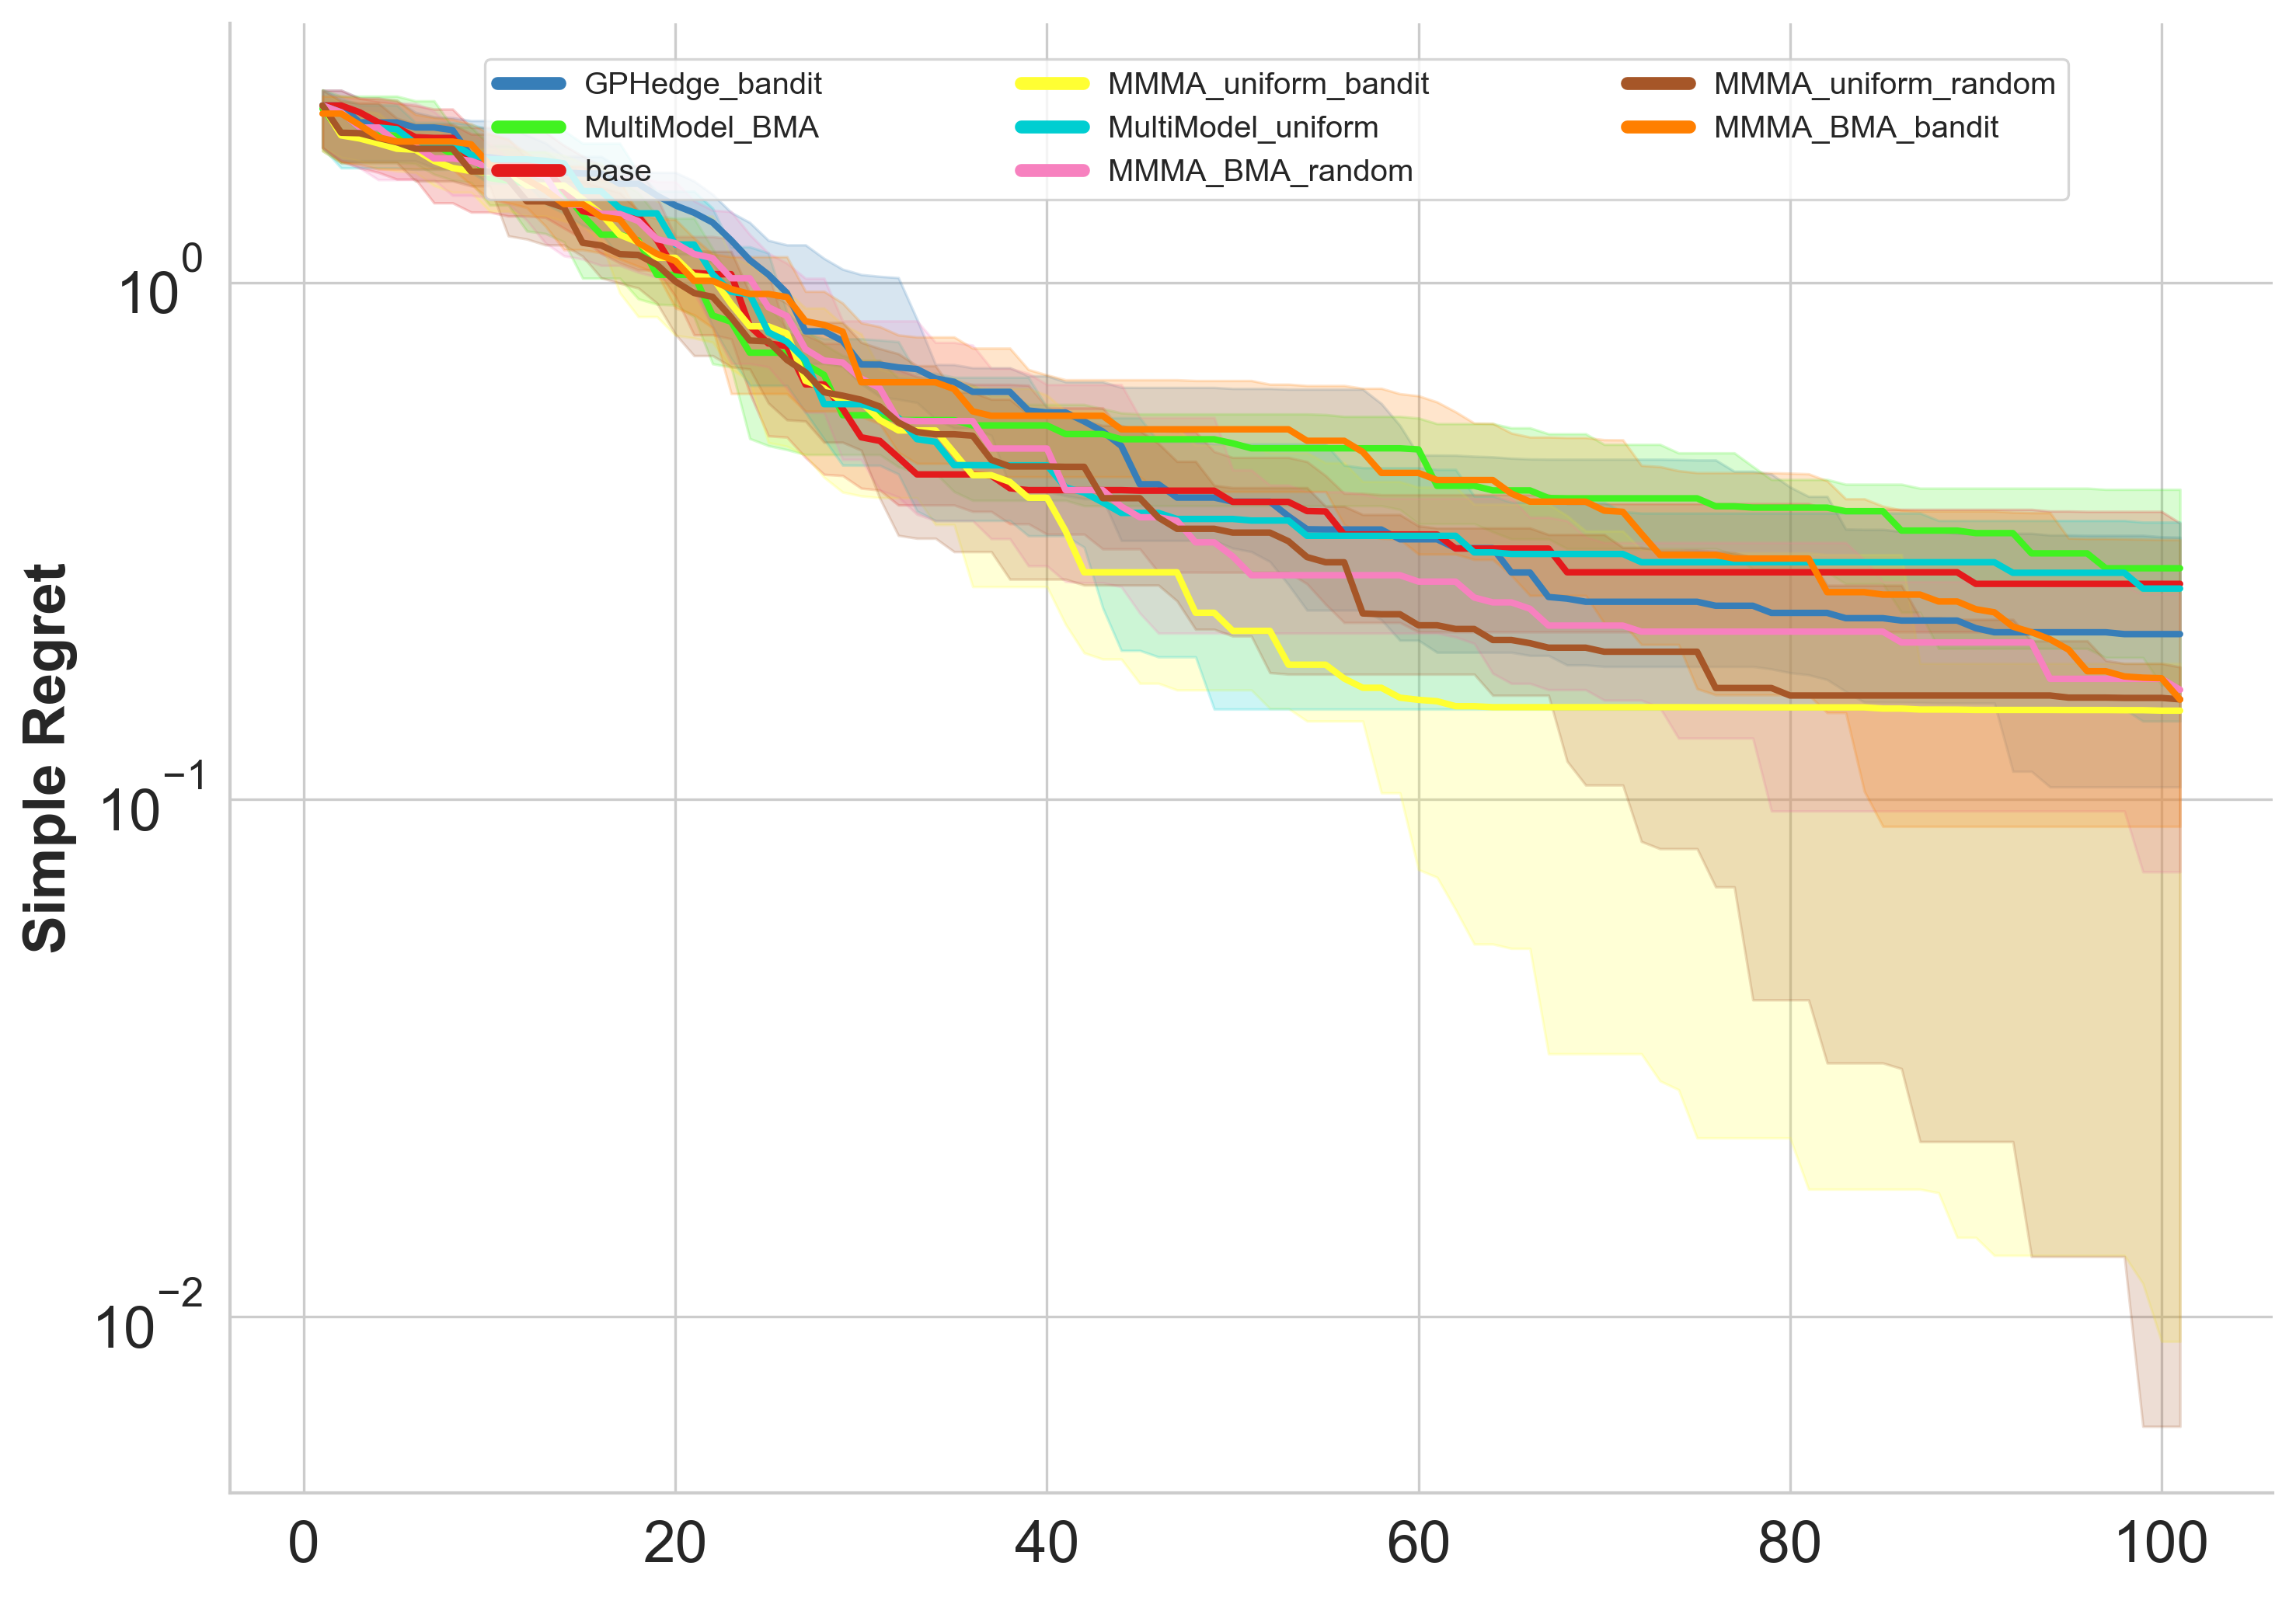 GPHedge_bandit
MultiModel_BMA
base
MMMA_uniform_bandit
MultiModel_uniform
MMMA_BMA_random
MMMA_uniform_random
MMMA_BMA_bandit
10^0
10^−1
10^−2
Simple Regret
0 20 40 60 80 100